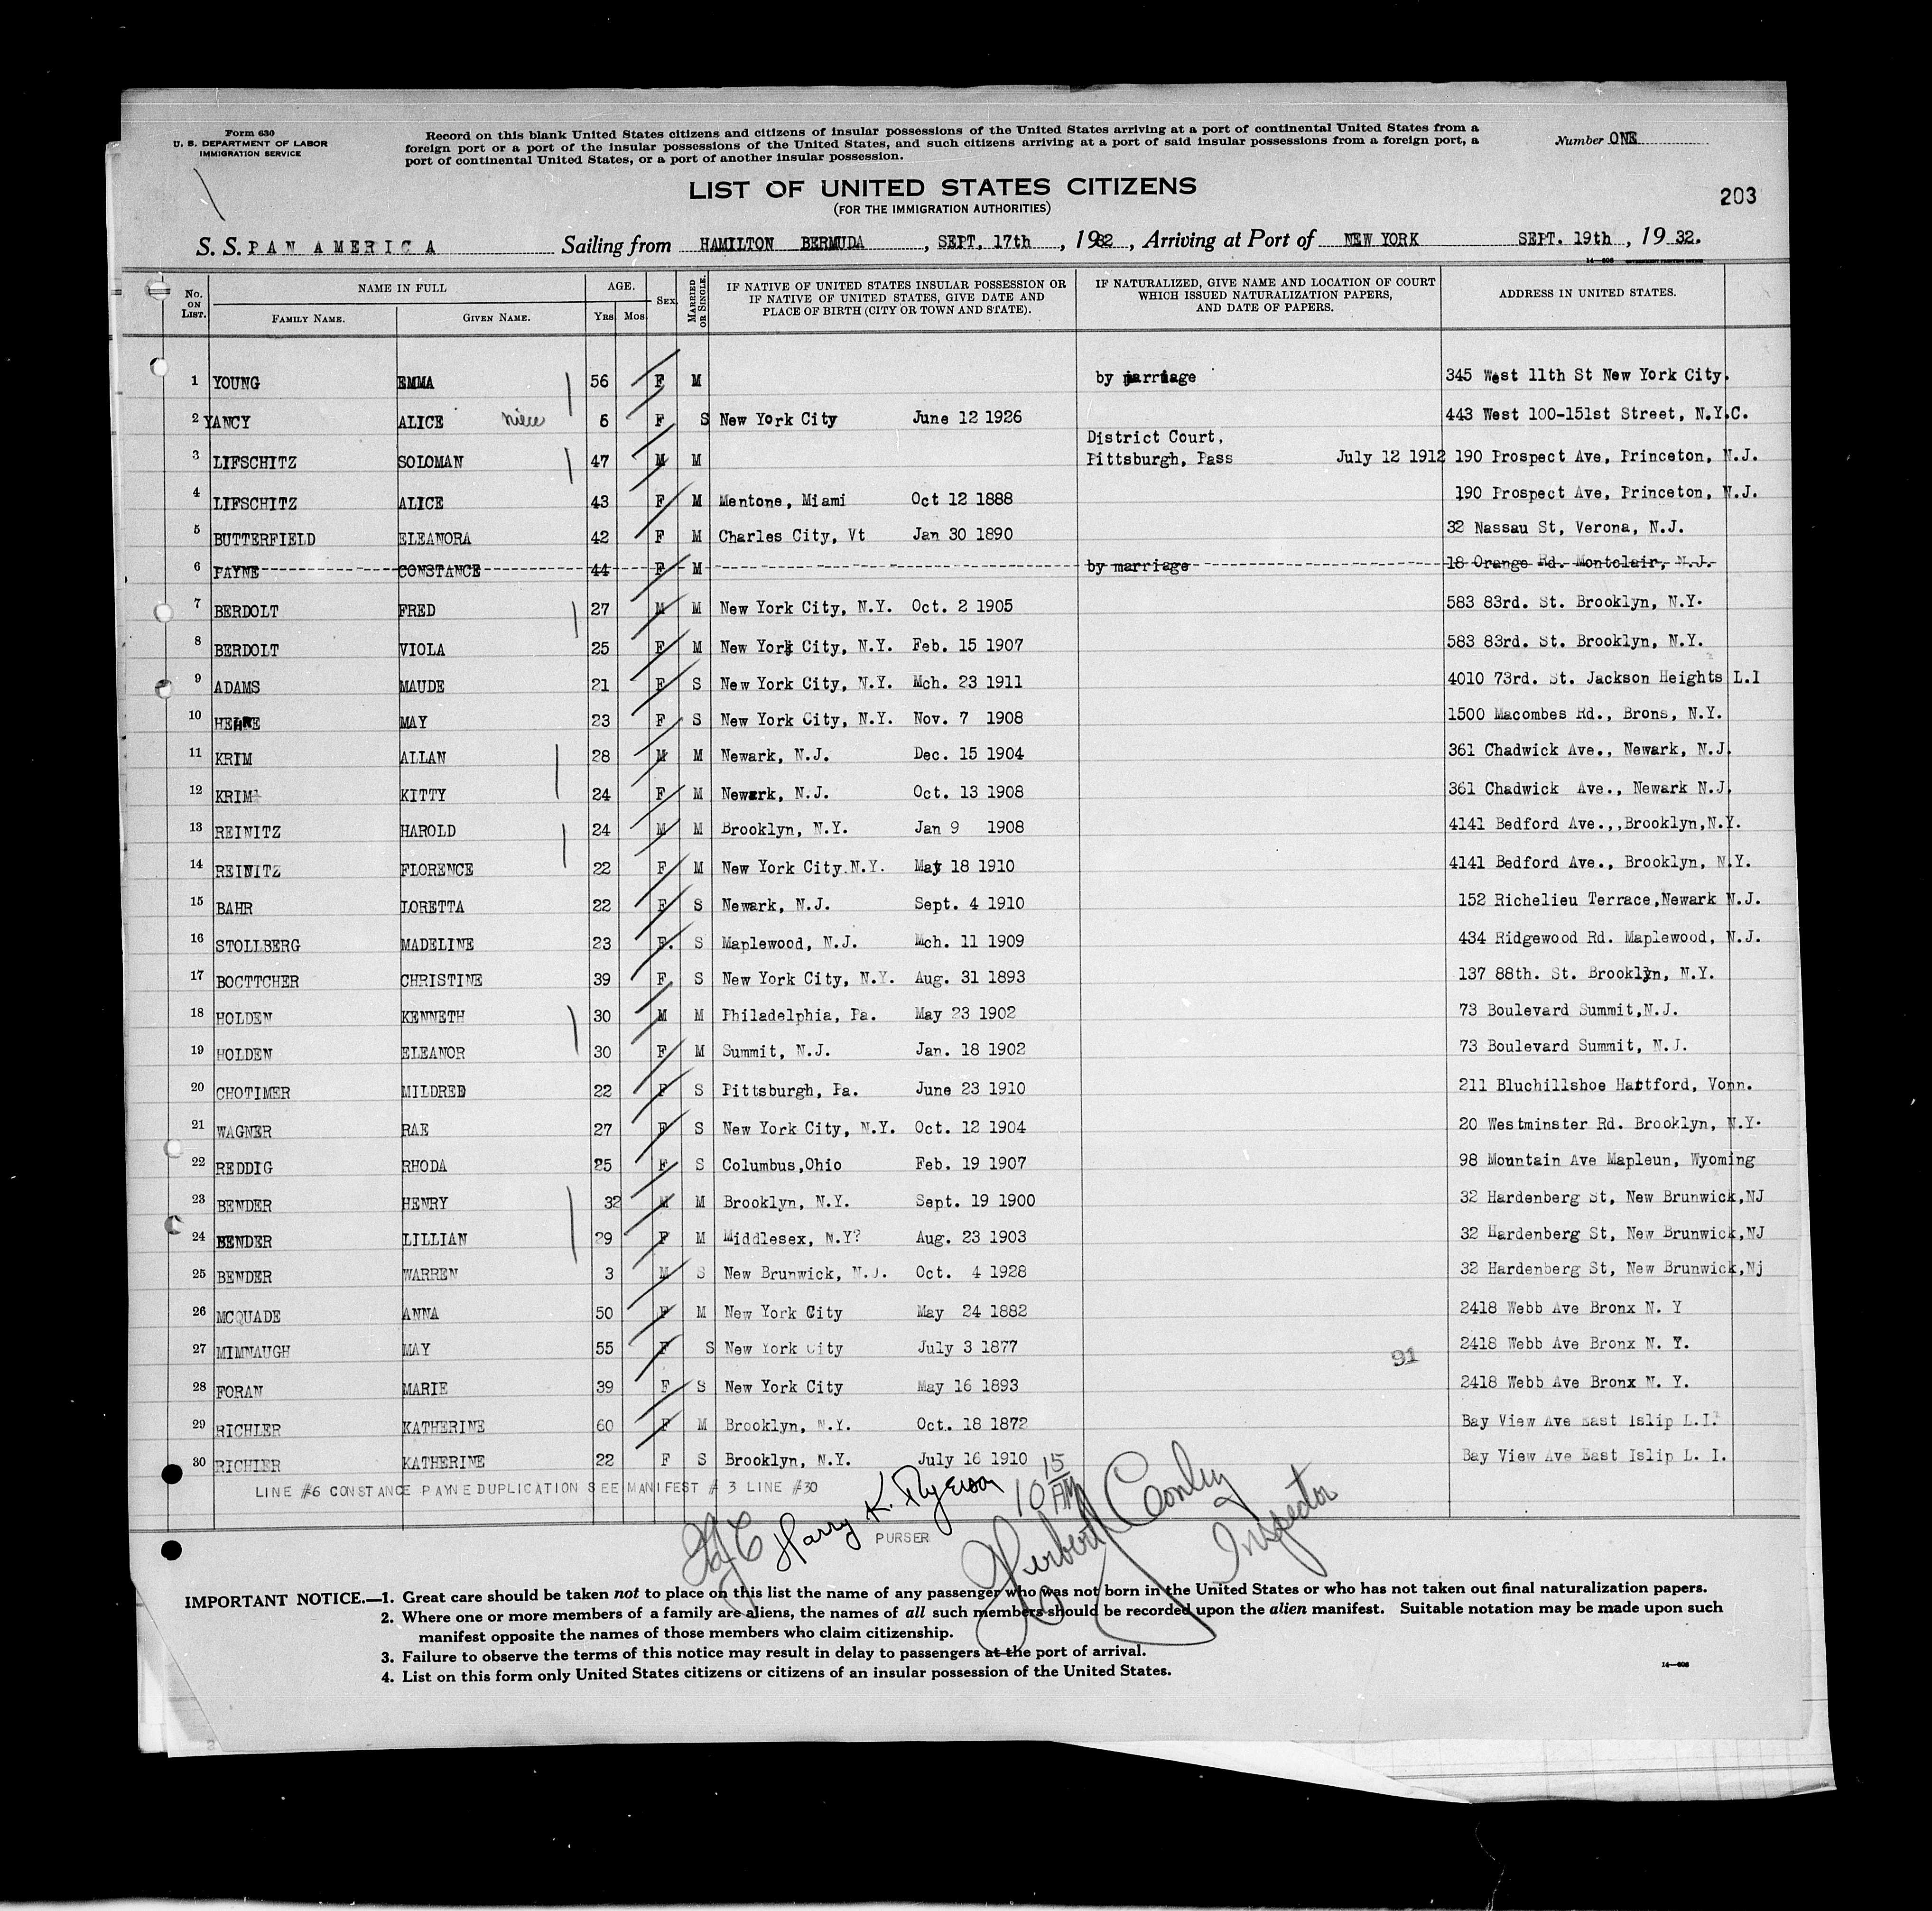 Form 630
U. S. DEPARTMENT OF LABOR
IMMIGRATION SERVICE
Record on this blank United States citizens and citizens of insular possessions of the United States arriving at a port of continental United States from a
foreign port or a port of the insular possessions of the United States, and such citizens arriving at a port of said insular possessions from a foreign port, a
port of continental United States, or a port of another insular possession.
Number ONE
LIST OF UNITED STATES CITIZENS
(FOR THE IMMIGRATION AUTHORITIES)
203
S. S. PAN AMERICA Sailing from HAMILTON BERMUDA, SEPT. 17th, 1932, Arriving at Port of NEW YORK SEPT. 19th, 19 32.
14—608
No. ON LIST. NAME IN FULL FAMILY NAME. GIVEN NAME. AGE. Yrs Mos SEX MARRIED OR SINGLE. IF NATIVE OF UNITED STATES INSULAR POSSESSION OR IF NATIVE OF UNITED STATES, GIVE DATE AND PLACE OF BIRTH (CITY OR TOWN AND STATE). IF NATURALIZED, GIVE NAME AND LOCATION OF COURT WHICH ISSUED NATURALIZATION PAPERS, AND DATE OF PAPERS. ADDRESS IN UNITED STATES.
1 YOUNG EMMA 56 F M by marriage 345 West 11th St New York City.
2 YANCY ALICE niece 6 F S New York City June 12 1926 443 West 100-151st Street, N.Y.C.
3 LIFSCHITZ SOLOMAN 47 M M District Court, Pittsburgh, Pass July 12 1912 190 Prospect Ave, Princeton, N.J.
4 LIFSCHITZ ALICE 43 F M Mentone, Miami Oct 12 1888 190 Prospect Ave, Princeton, N.J.
5 BUTTERFIELD ELEANORA 42 F M Charles City, Vt Jan 30 1890 32 Nassau St, Verona, N.J.
6 PAYNE CONSTANCE 44 F M by marriage 18 Orange Rd. Montclair, N.J.
7 BERDOLT FRED 27 M M New York City, N.Y. Oct. 2 1905 583 83rd. St. Brooklyn, N.Y.
8 BERDOLT VIOLA 25 F M New York City, N.Y. Feb. 15 1907 583 83rd. St. Brooklyn, N.Y.
9 ADAMS MAUDE 21 F S New York City, N.Y. Mch. 23 1911 4010 73rd. St. Jackson Heights L.I
10 MAY 23 F S New York City, N.Y. Nov. 7 1908 1500 Macombes Rd., Brons, N.Y.
11 KRIM ALLAN 28 M M Newark, N.J. Dec. 15 1904 361 Chadwick Ave., Newark, N.J.
12 KRIM KITTY 24 F M Newark, N.J. Oct. 13 1908 361 Chadwick Ave., Newark N.J.
13 REINITZ HAROLD 24 M M Brooklyn, N.Y. Jan 9 1908 4141 Bedford Ave.,,Brooklyn,N.Y.
14 REINITZ FLORENCE 22 F M New York City.N.Y. May 18 1910 4141 Bedford Ave., Brooklyn, N.Y.
15 BAHR LORETTA 22 F S Newark, N.J. Sept. 4 1910 152 Richelieu Terrace,Newark N.J.
16 STOLLBERG MADELINE 23 F. S Maplewood, N.J. Mch. 11 1909 434 Ridgewood Rd. Maplewood, N.J.
17 BOCTTCHER CHRISTINE 39 F. S New York City, N.Y. Aug. 31 1893 137 88th. St. Brooklyn, N.Y.
18 HOLDEN KENNETH 30 M M Philadelphia, Pa. May 23 1902 73 Boulevard Summit,N.J.
19 HOLDEN ELEANOR 30 F M Summit, N.J. Jan. 18 1902 73 Boulevard Summit, N.J.
20 CHOTIMER MILDRED 22 F S Pittsburgh, Pa. June 23 1910 211 Bluchillshoe Hartford, Vonn.
21 WAGNER RAE 27 F S New York City, N.Y. Oct. 12 1904 20 Westminster Rd. Brooklyn, N.Y.
22 REDDIG RHODA 25 F S Columbus,Ohio Feb. 19 1907 98 Mountain Ave Mapleun, Wyoming
23 BENDER HENRY 32 M M Brooklyn, N.Y. Sept. 19 1900 32 Hardenberg St, New Brunwick,NJ
24 BENDER LILLIAN 29 F M Middlesex, N.Y? Aug. 23 1903 32 Hardenberg St, New Brunwick,NJ
25 BENDER WARREN 3 M S New Brunwick, N.J. Oct. 4 1928 32 Hardenberg St, New Brunwick,Nj
26 MCQUADE ANNA 50 F M New York City May 24 1882 2418 Webb Ave Bronx N. Y
27 MIMNAUGH MAY 55 F S New York City July 3 1877 2418 Webb Ave Bronx N. Y.
91
28 FORAN MARIE 39 F S New York City May 16 1893 2418 Webb Ave Bronx N. Y.
29 RICHLER KATHERINE 60 F M Brooklyn, N.Y. Oct. 18 1872 Bay View Ave East Islip L.I.
30 RICHIER KATHERINE 22 F S Brooklyn, N.Y. July 16 1910 Bay View Ave East Islip L. I.
LINE #6 CONSTANCE PAYNE DUPLICATION SEE MANIFEST # 3 LINE #30
Harry K. Ryerson
PURSER
10 15 AM
Herbert Conley
Inspector
IMPORTANT NOTICE.—1. Great care should be taken not to place on this list the name of any passenger who was not born in the United States or who has not taken out final naturalization papers.
2. Where one or more members of a family are aliens, the names of all such members should be recorded upon the alien manifest. Suitable notation may be made upon such
manifest opposite the names of those members who claim citizenship.
3. Failure to observe the terms of this notice may result in delay to passengers at the port of arrival.
4. List on this form only United States citizens or citizens of an insular possession of the United States.
14—608